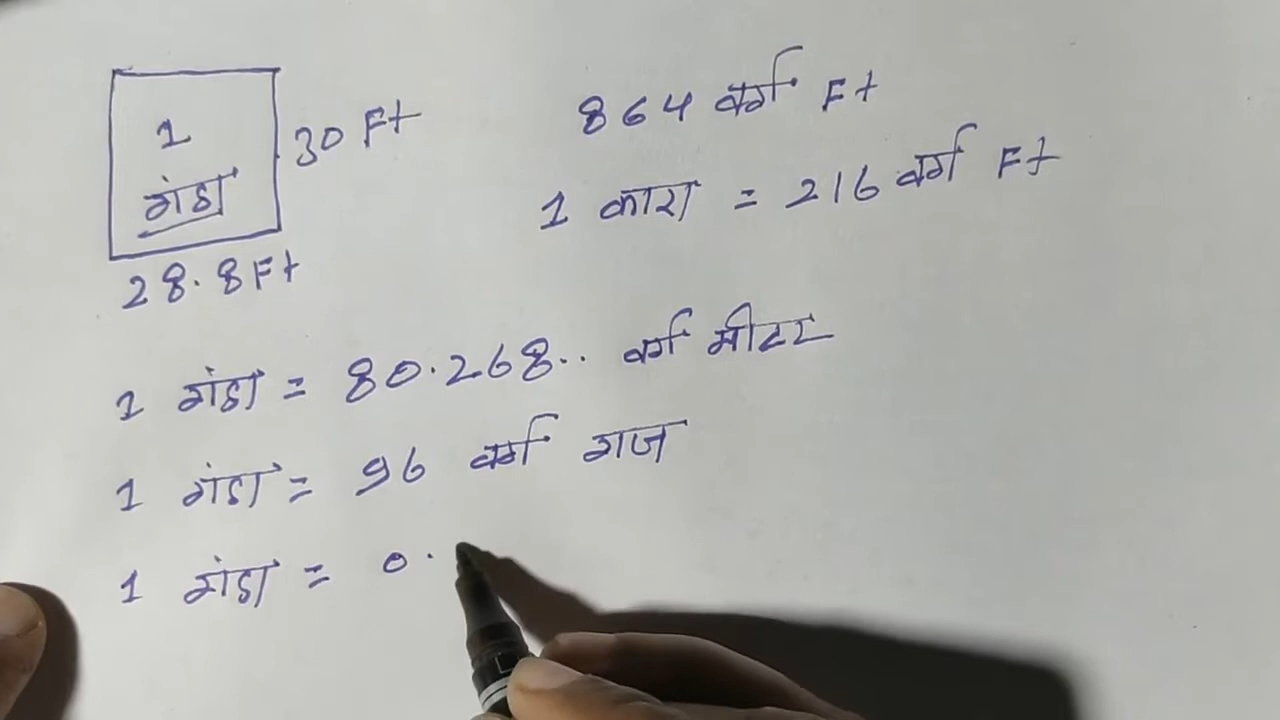 1
गंडा
30 Ft
28.8 Ft
864 वर्ग Ft
1 कारा = 216 वर्ग Ft
1 गंडा = 80.268.. वर्ग मीटर
1 गंडा = 96 वर्ग गज
1 गंडा = 0.